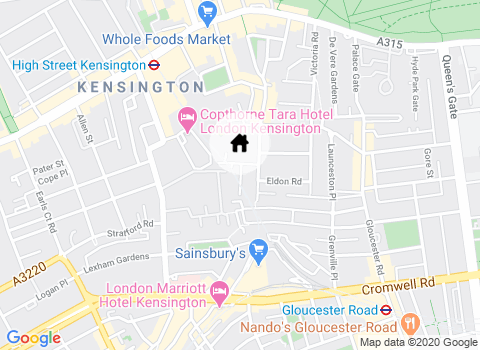 Whole Foods Market
A315
High Street Kensington
KENSINGTON
Victoria Rd
De Vere Gardens
Palace Gate
Hyde Park Gate
Queen's Gate
Copthorne Tara Hotel
London Kensington
Allen St
Pater St
Cope Pl
Launceston Pl
Gore St
Eldon Rd
Earls Ct Rd
Strafford Rd
Sainsbury's
Gloucester Rd
Grenville Pl
A3220
Lexham Gardens
Logan Pl
London Marriott
Hotel Kensington
Cromwell Rd
Gloucester Road
Nando's Gloucester Road
Google
Map data ©2020 Google